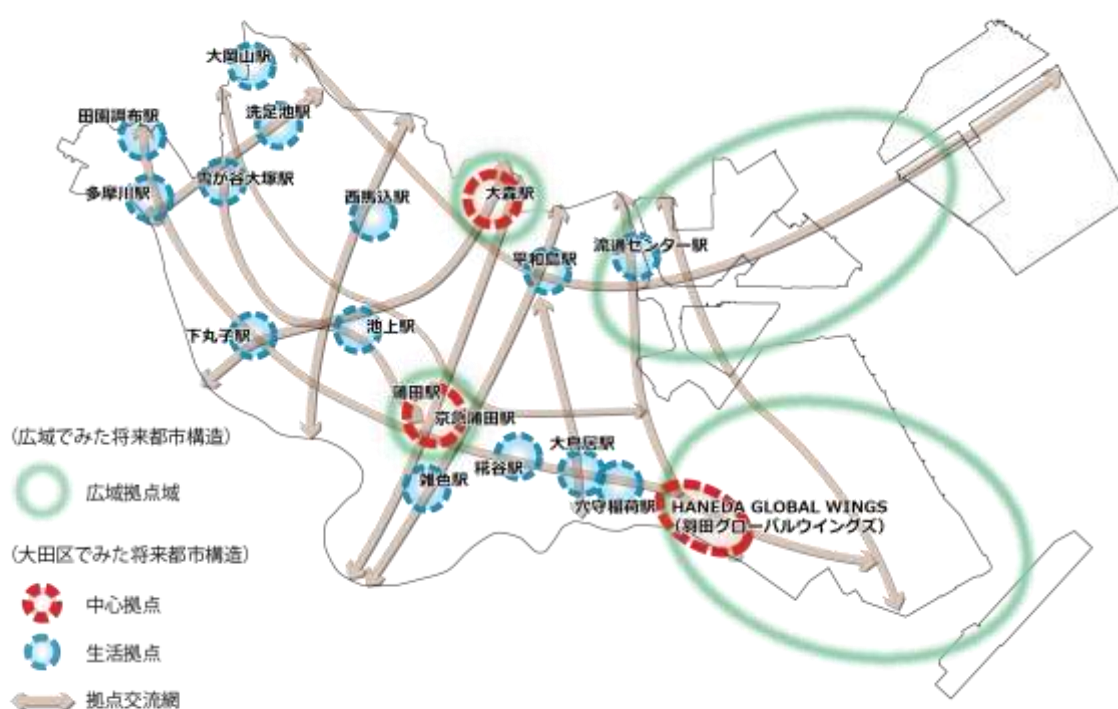 大岡山駅
田園調布駅
洗足池駅
雪が谷大塚駅
多摩川駅
西馬込駅
大森駅
流通センター駅
平和島駅
下丸子駅
池上駅
蒲田駅
京急蒲田駅
大鳥居駅
糀谷駅
雑色駅
穴守稲荷駅
HANEDA GLOBAL WINGS
（羽田グローバルウイングズ）
（広域でみた将来都市構造）
広域拠点域
（大田区でみた将来都市構造）
中心拠点
生活拠点
拠点交流網